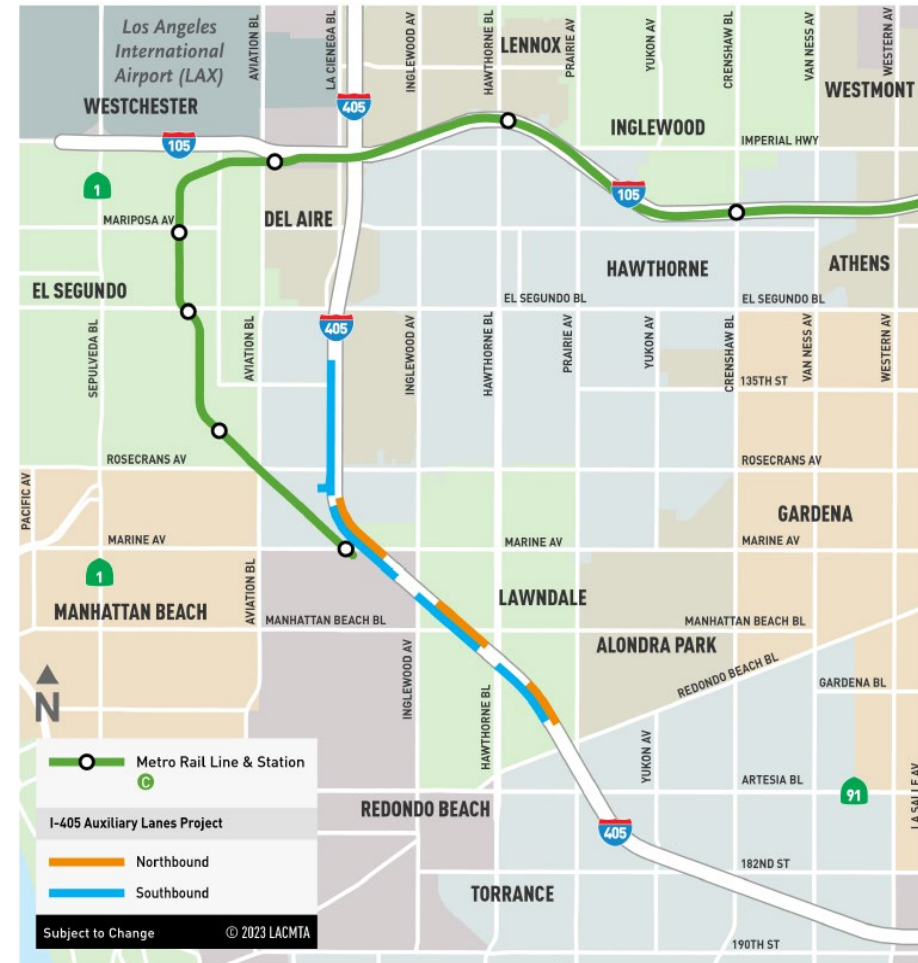 Los Angeles
International
Airport (LAX)
AVIATION BL
LA CIENEGA BL
INGLEWOOD AV
HAWTHORNE BL
LENNOX
PRAIRIE AV
YUKON AV
CRENSHAW BL
VAN NESS AV
WESTERN AV
WESTMONT
WESTCHESTER
405
INGLEWOOD
105
IMPERIAL HWY
1
105
MARIPOSA AV
DEL AIRE
HAWTHORNE
ATHENS
EL SEGUNDO
EL SEGUNDO BL
EL SEGUNDO BL
405
SEPULVEDA BL
AVIATION BL
INGLEWOOD AV
HAWTHORNE BL
PRAIRIE AV
YUKON AV
CRENSHAW BL
VAN NESS AV
WESTERN AV
135TH ST
ROSECRANS AV
ROSECRANS AV
PACIFIC AV
GARDENA
MARINE AV
MARINE AV
MARINE AV
1
AVIATION BL
MANHATTAN BEACH
LAWNDALE
MANHATTAN BEACH BL
MANHATTAN BEACH BL
ALONDRA PARK
REDONDO BEACH BL
INGLEWOOD AV
GARDENA BL
N
HAWTHORNE BL
YUKON AV
ARTESIA BL
91
LA SALLE AV
REDONDO BEACH
405
182ND ST
TORRANCE
190TH ST
Metro Rail Line & Station
C
I-405 Auxiliary Lanes Project
Northbound
Southbound
Subject to Change
© 2023 LACMTA